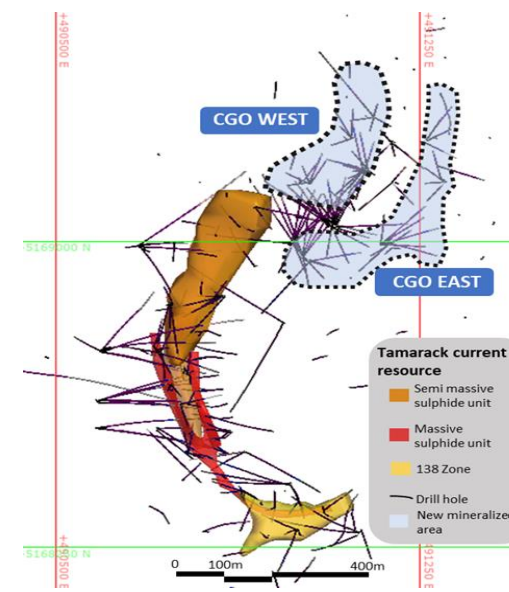 +490500 E
+491250 E
CGO WEST
5169000 N
CGO EAST
Tamarack current
resource
Semi massive
sulphide unit
Massive
sulphide unit
138 Zone
Drill hole
New mineralized
area
+490500 E
+491250 E
0 100m 400m